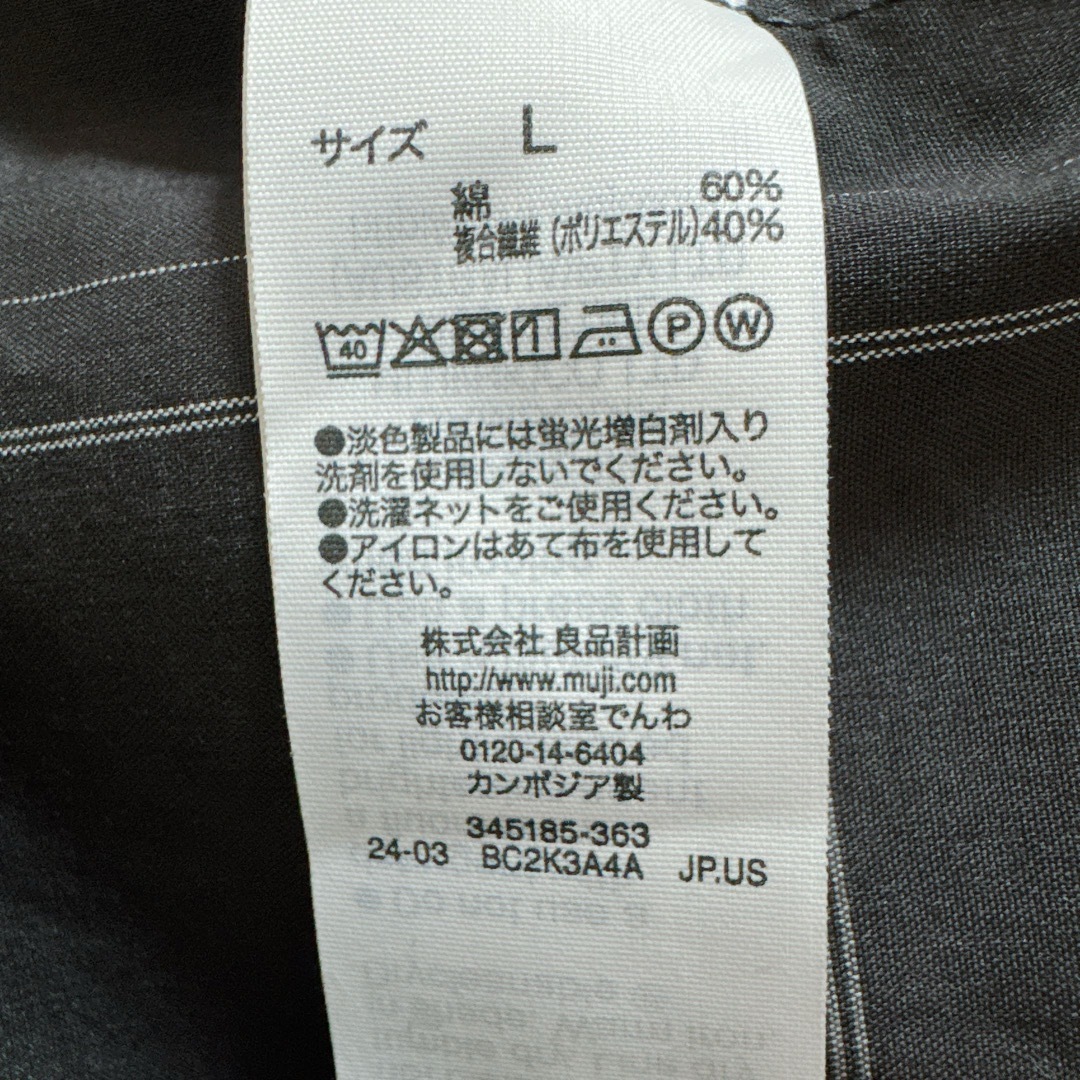 サイズ L
綿 60%
複合繊維(ポリエステル)40%
40 P W
●淡色製品には蛍光増白剤入り
洗剤を使用しないでください。
●洗濯ネットをご使用ください。
●アイロンはあて布を使用して
ください。
株式会社 良品計画
http://www.muji.com
お客様相談室でんわ
0120-14-6404
カンボジア製
345185-363
24-03 BC2K3A4A JP.US